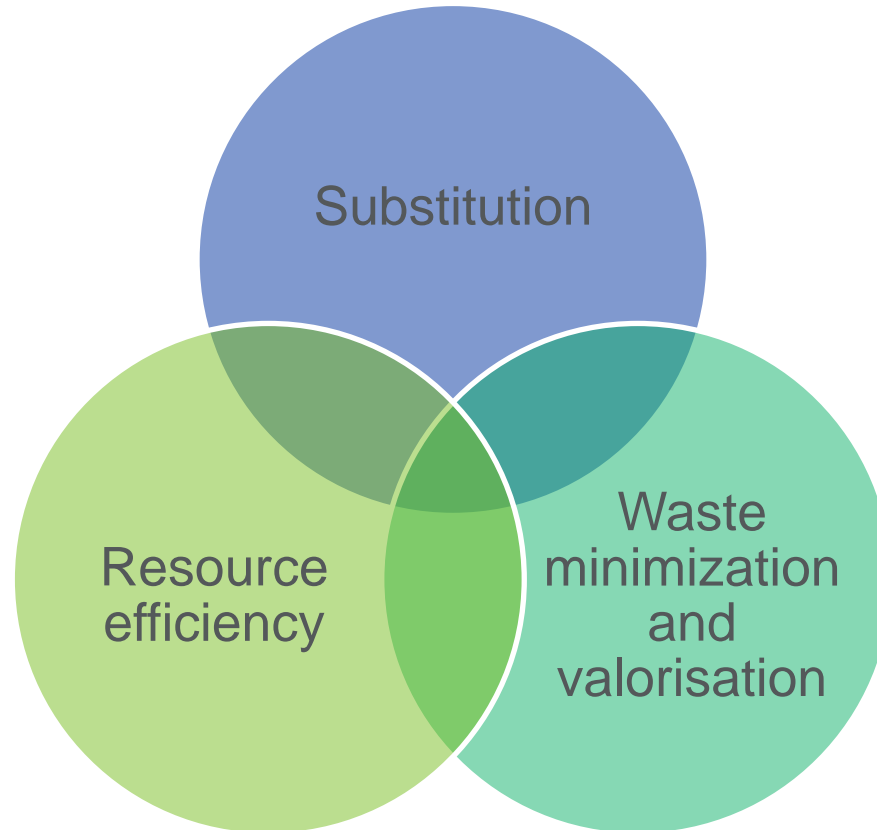 Substitution
Resource
efficiency
Waste
minimization
and
valorisation